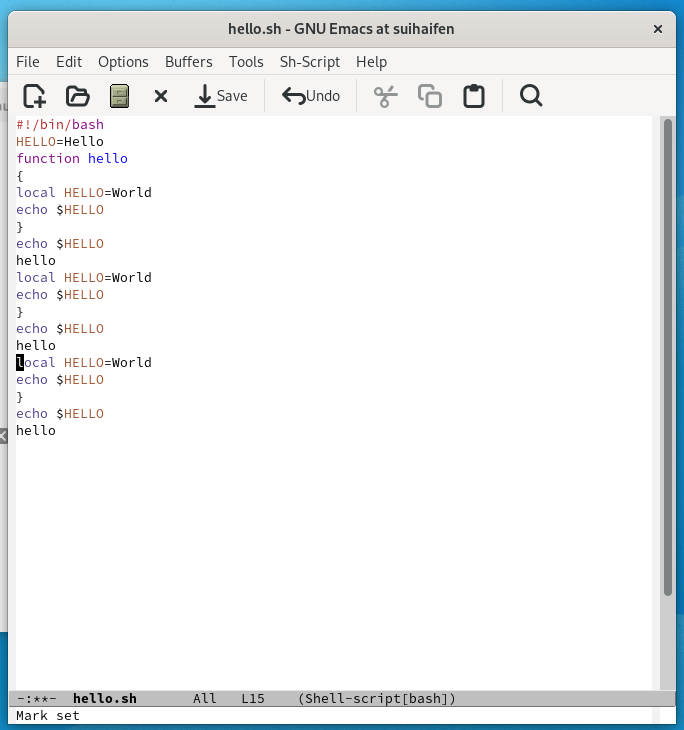 hello.sh - GNU Emacs at suihaifen
File Edit Options Buffers Tools Sh-Script Help
Save Undo
#!/bin/bash
HELLO=Hello
function hello
{
local HELLO=World
echo $HELLO
}
echo $HELLO
hello
local HELLO=World
echo $HELLO
}
echo $HELLO
hello
local HELLO=World
echo $HELLO
}
echo $HELLO
hello
-:**- hello.sh All L15 (Shell-script[bash])
Mark set